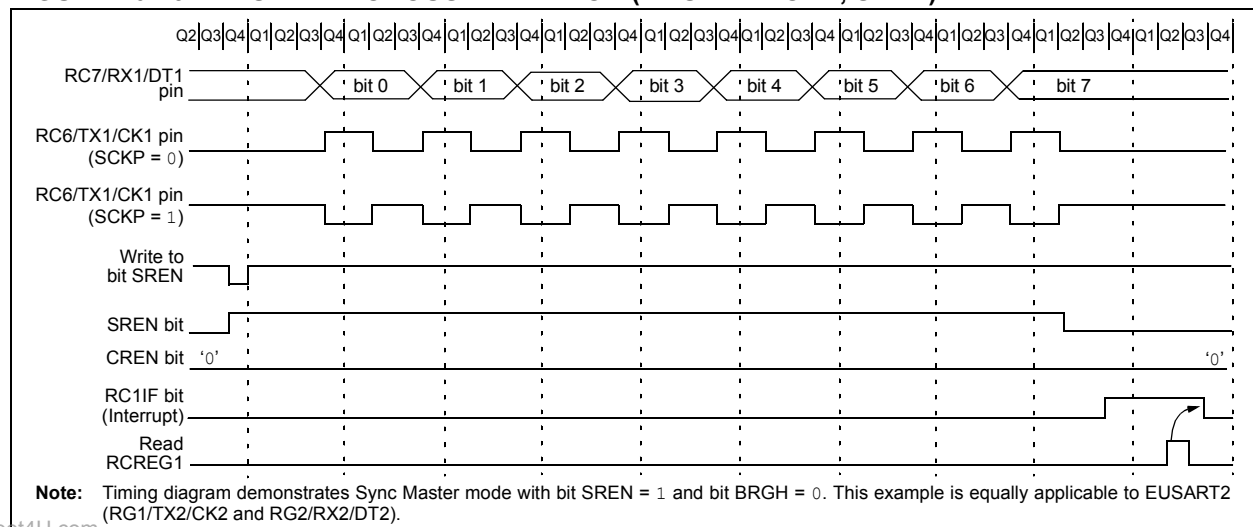 Q2 Q3 Q4 Q1 Q2 Q3 Q4 Q1 Q2 Q3 Q4 Q1 Q2 Q3 Q4 Q1 Q2 Q3 Q4 Q1 Q2 Q3 Q4 Q1 Q2 Q3 Q4 Q1 Q2 Q3 Q4 Q1 Q2 Q3 Q4 Q1 Q2 Q3 Q4 Q1 Q2 Q3 Q4
RC7/RX1/DT1
pin
bit 0 bit 1 bit 2 bit 3 bit 4 bit 5 bit 6 bit 7
RC6/TX1/CK1 pin
(SCKP = 0)
RC6/TX1/CK1 pin
(SCKP = 1)
Write to
bit SREN
SREN bit
CREN bit ‘0’ ‘0’
RC1IF bit
(Interrupt)
Read
RCREG1
Note: Timing diagram demonstrates Sync Master mode with bit SREN = 1 and bit BRGH = 0. This example is equally applicable to EUSART2
(RG1/TX2/CK2 and RG2/RX2/DT2).